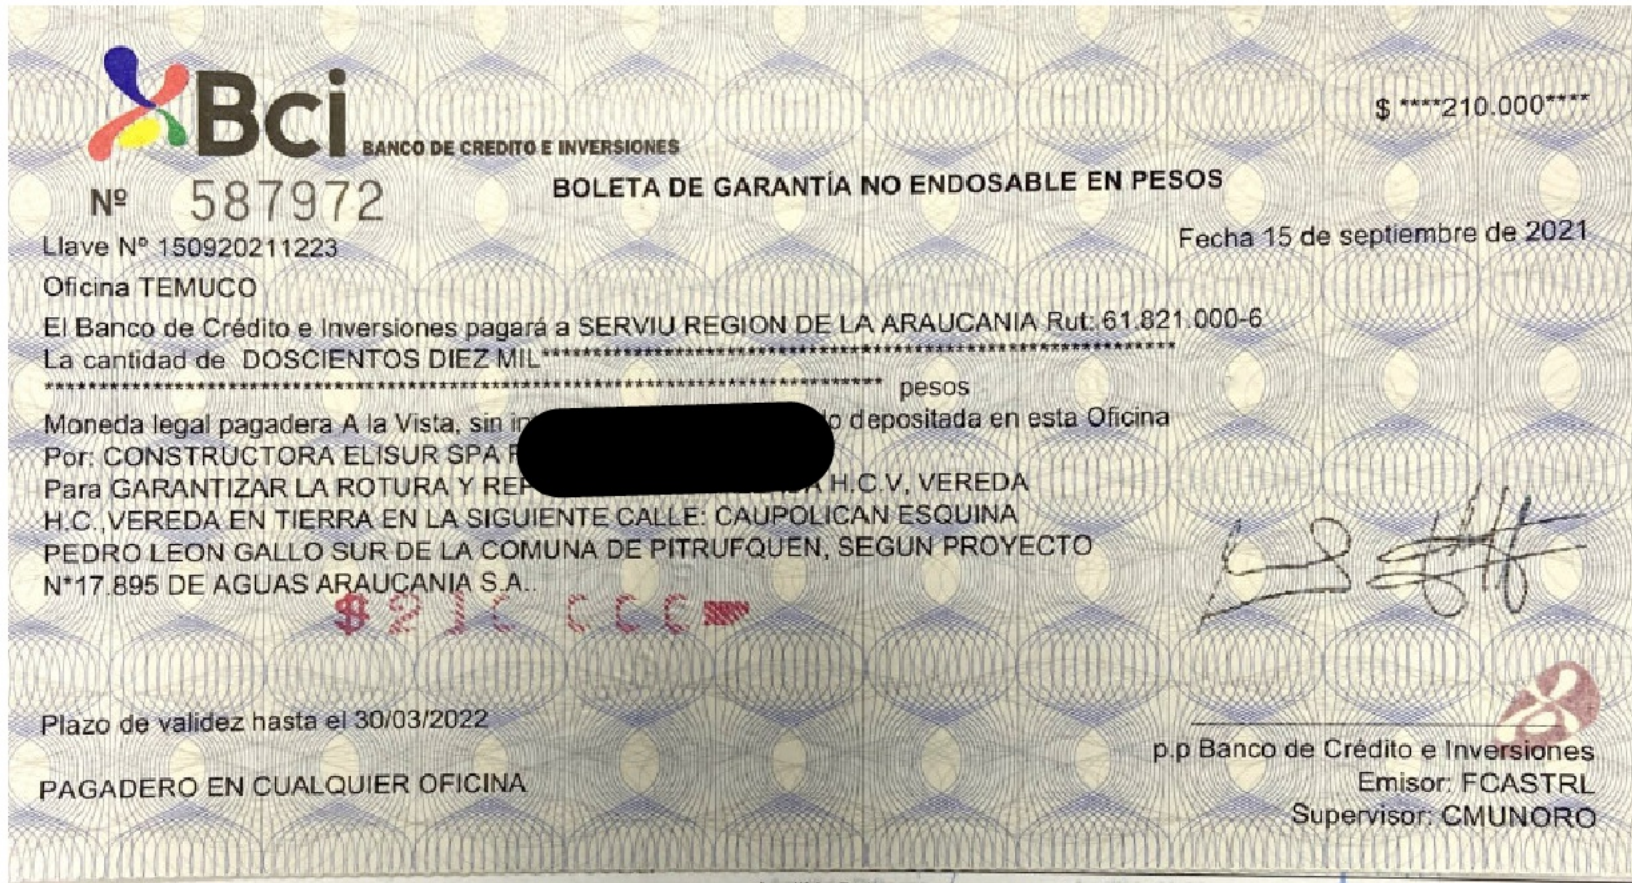 Bci BANCO DE CREDITO E INVERSIONES
$ ****210.000****
Nº 587972
BOLETA DE GARANTÍA NO ENDOSABLE EN PESOS
Llave Nº 150920211223
Fecha 15 de septiembre de 2021
Oficina TEMUCO
El Banco de Crédito e Inversiones pagará a SERVIU REGION DE LA ARAUCANIA Rut: 61.821.000-6
La cantidad de DOSCIENTOS DIEZ MIL************************************************************************
******************************************************************************* pesos
Moneda legal pagadera A la Vista, sin depositada en esta Oficina
Por: CONSTRUCTORA ELISUR SPA
Para GARANTIZAR LA ROTURA Y H.C.V, VEREDA
H.C., VEREDA EN TIERRA EN LA SIGUIENTE CALLE: CAUPOLICAN ESQUINA
PEDRO LEON GALLO SUR DE LA COMUNA DE PITRUFQUEN, SEGUN PROYECTO
N*17.895 DE AGUAS ARAUCANIA S.A..
Plazo de validez hasta el 30/03/2022
p.p Banco de Crédito e Inversiones
PAGADERO EN CUALQUIER OFICINA
Emisor: FCASTRL
Supervisor: CMUNORO